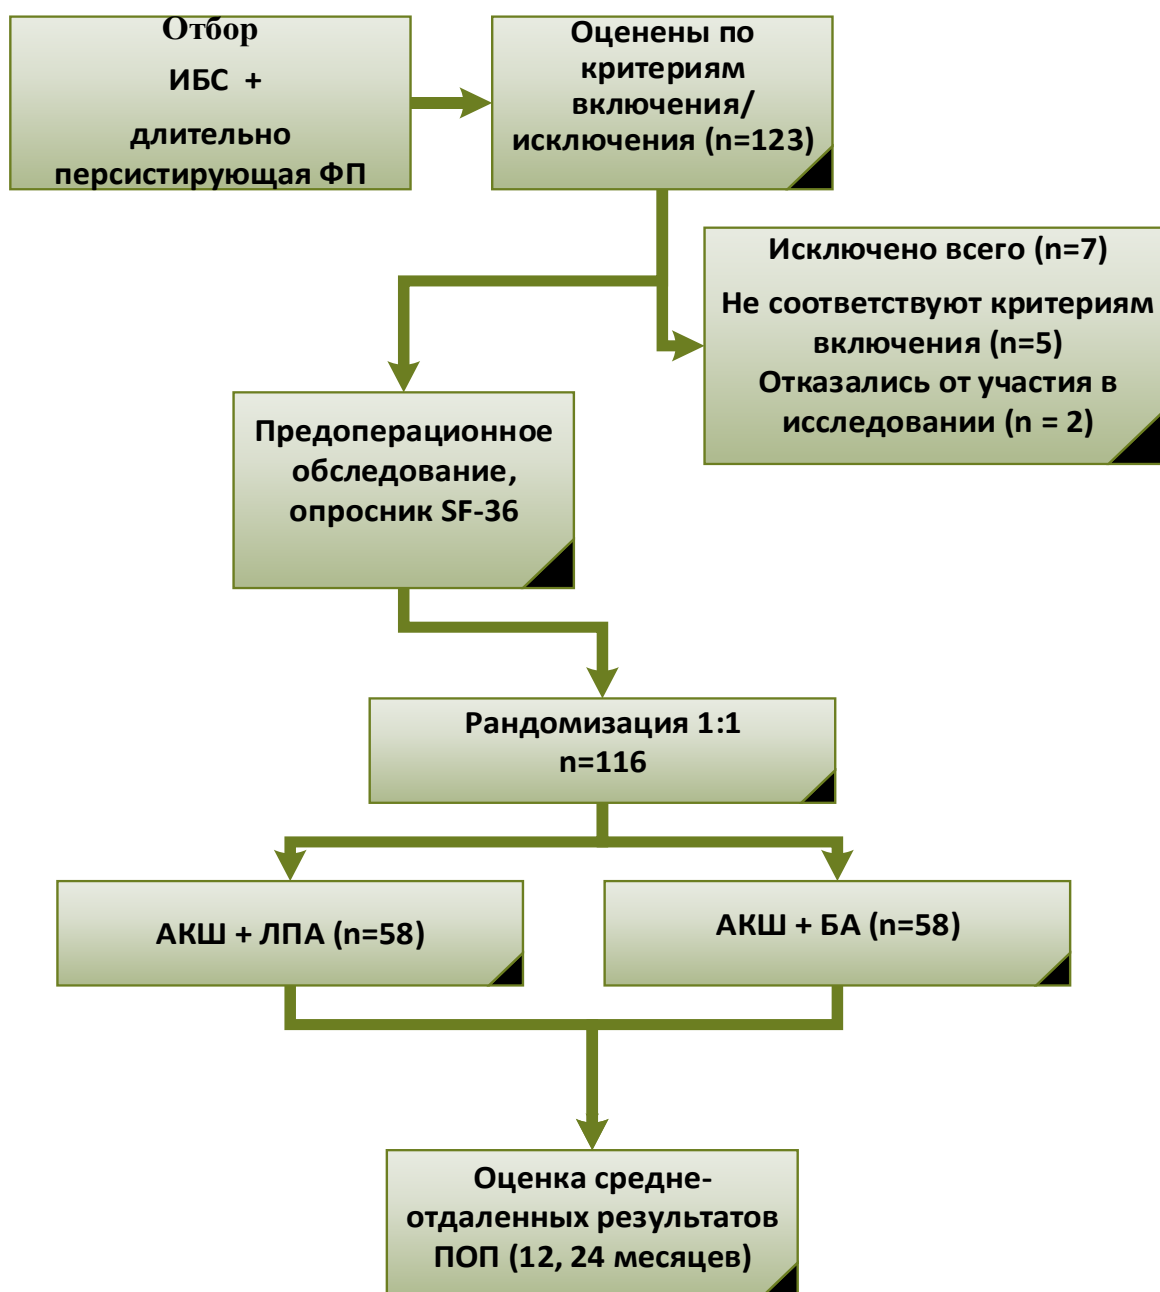 Отбор
ИБС +
длительно
персистирующая ФП
Оценены по
критериям
включения/
исключения (n=123)
Исключено всего (n=7)
Не соответствуют критериям
включения (n=5)
Отказались от участия в
исследовании (n = 2)
Предоперационное
обследование,
опросник SF-36
Рандомизация 1:1
n=116
АКШ + ЛПА (n=58)
АКШ + БА (n=58)
Оценка средне-
отдаленных результатов
ПОП (12, 24 месяцев)